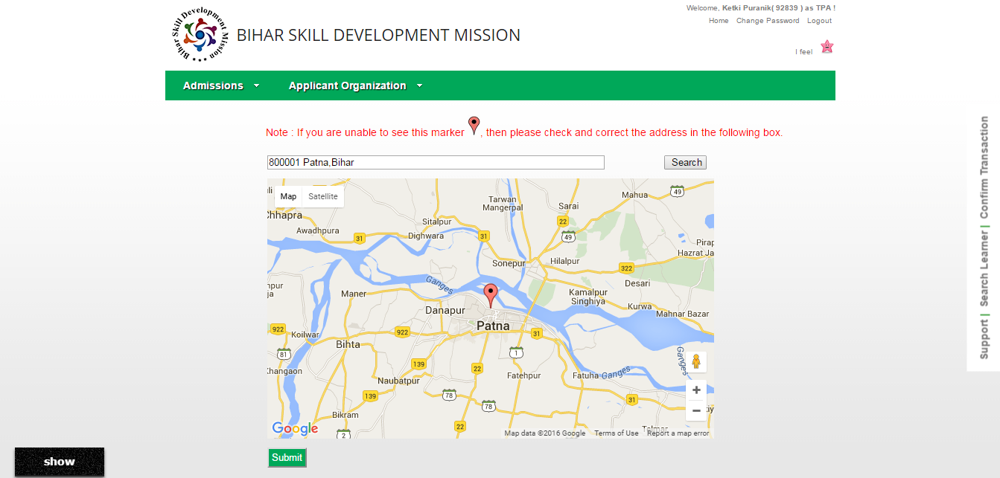 Welcome, Ketki Puranik( 92839 ) as TPA !
Home Change Password Logout
Bihar Skill Development Mission
BIHAR SKILL DEVELOPMENT MISSION
I feel
Admissions Applicant Organization
Note : If you are unable to see this marker , then please check and correct the address in the following box.
800001 Patna,Bihar
Search
Map Satellite
Mahua
49
Tarwan
Mangerpal
Sarai
Chhapra
Sitalpur
22
Awadhpura
31
Dighwara
31
49
Pirap
Hazrat Ja
Sonepur
Hilalpur
322
Ganges
Desari
Maner
Kamalpur
Singhiya
Danapur
Kurwa
Mahnar Bazar
Patna
922
Koilwar
922
31
Bihta
81
1
Ganges
139
22
Fatehpur
Fatuha
Ganges
Naubatpur
139
78
78
31
Bikram
22
2
Google
Map data ©2016 Google Terms of Use Report a map error
Submit
show
Support | Search Learner | Confirm Transaction